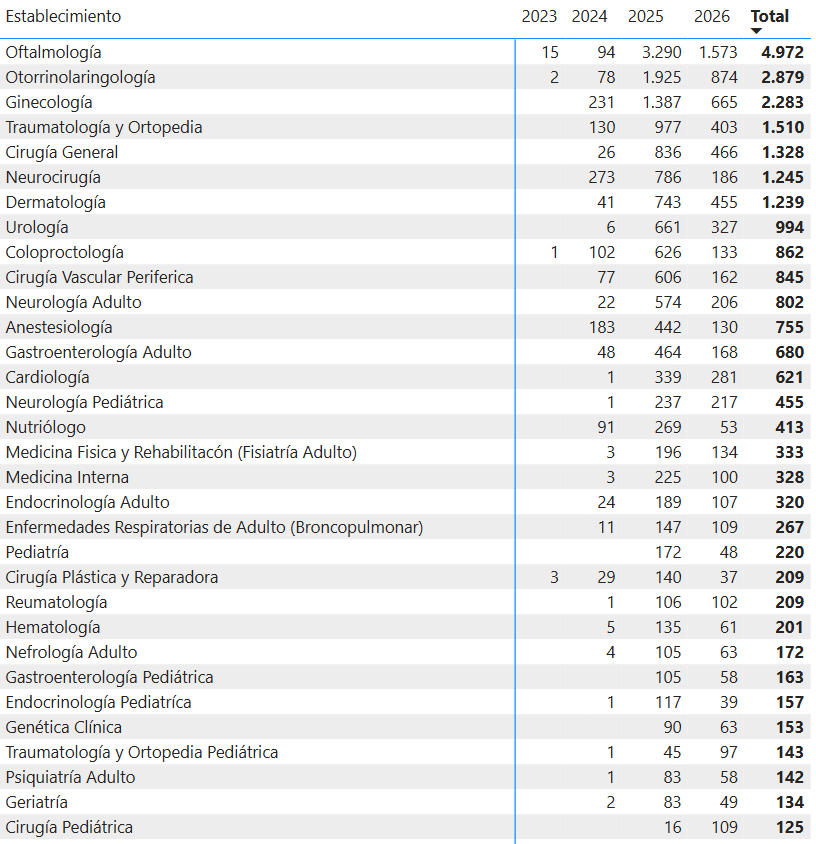 Establecimiento 2023 2024 2025 2026 Total
Oftalmología 15 94 3.290 1.573 4.972
Otorrinolaringología 2 78 1.925 874 2.879
Ginecología 231 1.387 665 2.283
Traumatología y Ortopedia 130 977 403 1.510
Cirugía General 26 836 466 1.328
Neurocirugía 273 786 186 1.245
Dermatología 41 743 455 1.239
Urología 6 661 327 994
Coloproctología 1 102 626 133 862
Cirugía Vascular Periferica 77 606 162 845
Neurología Adulto 22 574 206 802
Anestesiología 183 442 130 755
Gastroenterología Adulto 48 464 168 680
Cardiología 1 339 281 621
Neurología Pediátrica 1 237 217 455
Nutriólogo 91 269 53 413
Medicina Fisica y Rehabilitacón (Fisiatría Adulto) 3 196 134 333
Medicina Interna 3 225 100 328
Endocrinología Adulto 24 189 107 320
Enfermedades Respiratorias de Adulto (Broncopulmonar) 11 147 109 267
Pediatría 172 48 220
Cirugía Plástica y Reparadora 3 29 140 37 209
Reumatología 1 106 102 209
Hematología 5 135 61 201
Nefrología Adulto 4 105 63 172
Gastroenterología Pediátrica 105 58 163
Endocrinología Pediatríca 1 117 39 157
Genética Clínica 90 63 153
Traumatología y Ortopedia Pediátrica 1 45 97 143
Psiquiatría Adulto 1 83 58 142
Geriatría 2 83 49 134
Cirugía Pediátrica 16 109 125